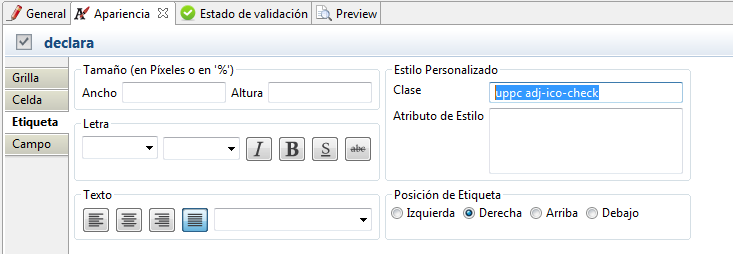 General Apariencia Estado de validación Preview
declara
Grilla
Celda
Etiqueta
Campo
Tamaño (en Píxeles o en '%')
Ancho Altura
Letra
I B S abc
Texto
Estilo Personalizado
Clase uppc adj-ico-check
Atributo de Estilo
Posición de Etiqueta
Izquierda Derecha Arriba Debajo